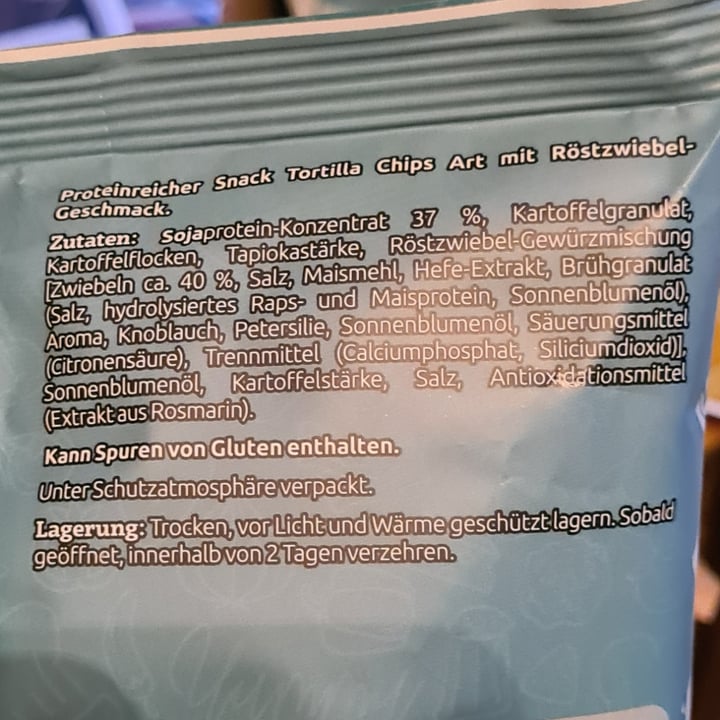 Proteinreicher Snack Tortilla Chips Art mit Röstzwiebel-
Geschmack.
Zutaten: Sojaprotein-Konzentrat 37 %, Kartoffelgranulat,
Kartoffelflocken, Tapiokastärke, Röstzwiebel-Gewürzmischung
[Zwiebeln ca. 40 %, Salz, Maismehl, Hefe-Extrakt, Brühgranulat
(Salz, hydrolysiertes Raps- und Maisprotein, Sonnenblumenöl),
Aroma, Knoblauch, Petersilie, Sonnenblumenöl, Säuerungsmittel
(Citronensäure), Trennmittel (Calciumphosphat, Siliciumdioxid)],
Sonnenblumenöl, Kartoffelstärke, Salz, Antioxidationsmittel
(Extrakt aus Rosmarin).
Kann Spuren von Gluten enthalten.
Unter Schutzatmosphäre verpackt.
Lagerung: Trocken, vor Licht und Wärme geschützt lagern. Sobald
geöffnet, innerhalb von 2 Tagen verzehren.